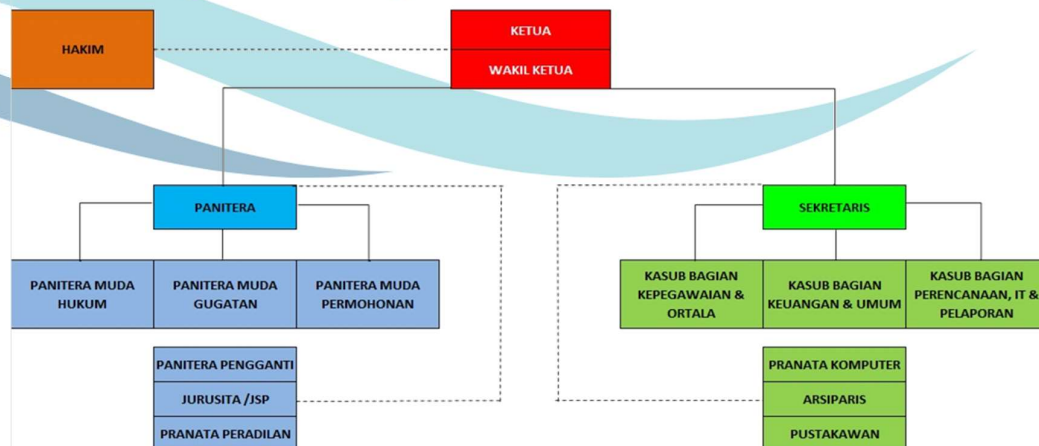 HAKIM
KETUA
WAKIL KETUA
PANITERA
SEKRETARIS
PANITERA MUDA
HUKUM
PANITERA MUDA
GUGATAN
PANITERA MUDA
PERMOHONAN
KASUB BAGIAN
KEPEGAWAIAN &
ORTALA
KASUB BAGIAN
KEUANGAN & UMUM
KASUB BAGIAN
PERENCANAAN, IT &
PELAPORAN
PANITERA PENGGANTI
JURUSITA /JSP
PRANATA PERADILAN
PRANATA KOMPUTER
ARSIPARIS
PUSTAKAWAN